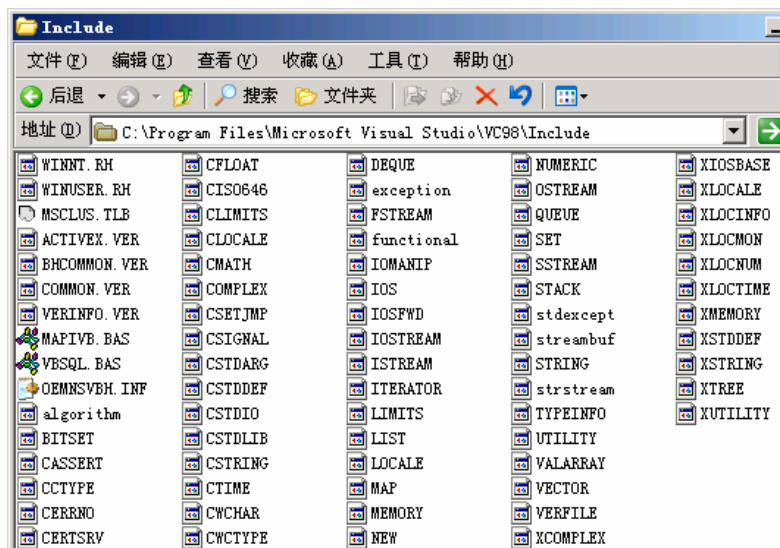 Include
文件(F) 编辑(E) 查看(V) 收藏(A) 工具(T) 帮助(H)
后退 搜索 文件夹
地址(D) C:\Program Files\Microsoft Visual Studio\VC98\Include
WINNT.RH CFLOAT DEQUE NUMERIC XIOSBASE
WINUSER.RH CISO646 exception OSTREAM XLOCALE
MSCLUS.TLB CLIMITS FSTREAM QUEUE XLOCINFO
ACTIVEX.VER CLOCALE functional SET XLOCMON
BHCOMMON.VER CMATH IOMANIP SSTREAM XLOCNUM
COMMON.VER COMPLEX IOS STACK XLOCTIME
VERINFO.VER CSETJMP IOSFWD stdexcept XMEMORY
MAPIVB.BAS CSIGNAL IOSTREAM streambuf XSTDDEF
VBSQL.BAS CSTDARG ISTREAM STRING XSTRING
OEMNSVBH.INF CSTDDEF ITERATOR strstream XTREE
algorithm CSTDIO LIMITS TYPEINFO XUTILITY
BITSET CSTDLIB LIST UTILITY
CASSERT CSTRING LOCALE VALARRAY
CCTYPE CTIME MAP VECTOR
CERRNO CWCHAR MEMORY VERFILE
CERTSRV CWCTYPE NEW XCOMPLEX